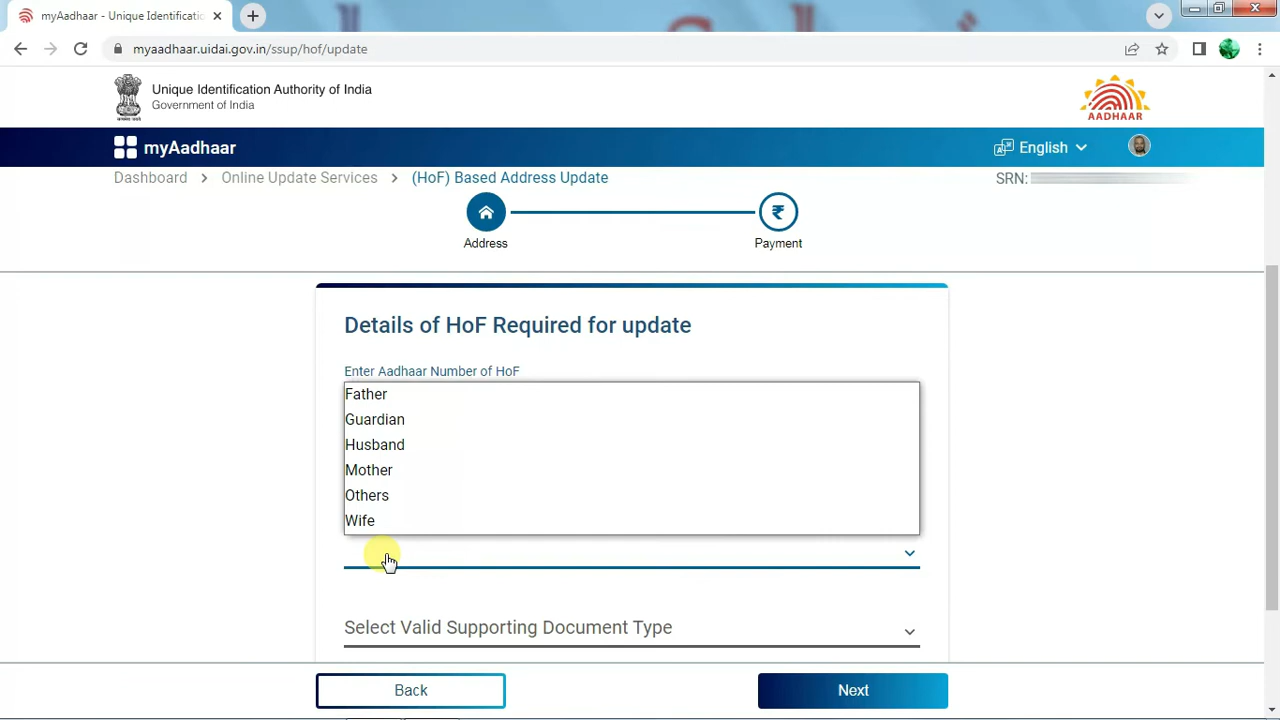 myAadhaar - Unique Identificatio
myaadhaar.uidai.gov.in/ssup/hof/update
Unique Identification Authority of India
Government of India
AADHAAR
myAadhaar
English
Dashboard > Online Update Services > (HoF) Based Address Update
SRN:
₹
Address
Payment
Details of HoF Required for update
Enter Aadhaar Number of HoF
Father
Guardian
Husband
Mother
Others
Wife
Select Valid Supporting Document Type
Back
Next